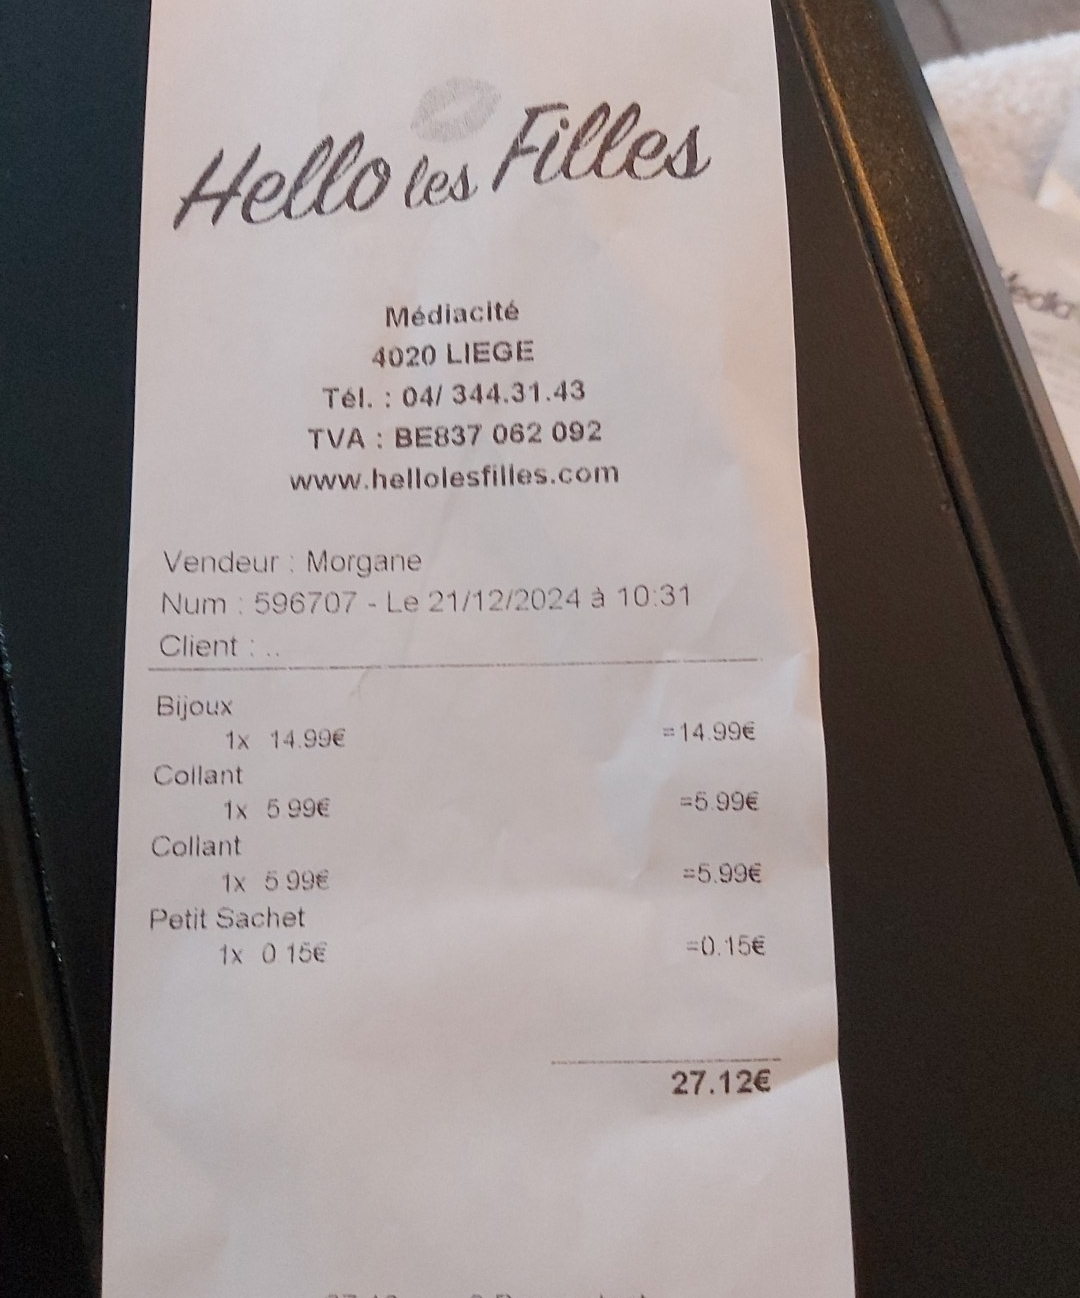 Hello les Filles
Médiacité
4020 LIEGE
Tél. : 04/ 344.31.43
TVA : BE837 062 092
www.hellolesfilles.com
Vendeur : Morgane
Num : 596707 - Le 21/12/2024 à 10:31
Client : ..
Bijoux
1x 14.99€ =14.99€
Collant
1x 5.99€ =5.99€
Collant
1x 5.99€ =5.99€
Petit Sachet
1x 0.15€ =0.15€
27.12€